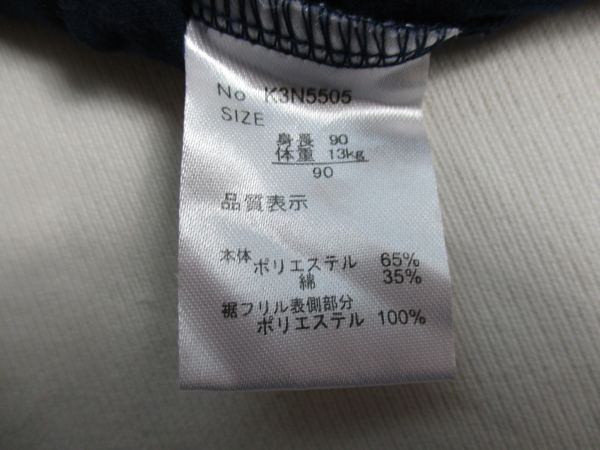 No K3N5505
SIZE
身長 90
体重 13kg
90
品質表示
本体
ポリエステル 65%
綿 35%
裾フリル表側部分
ポリエステル 100%